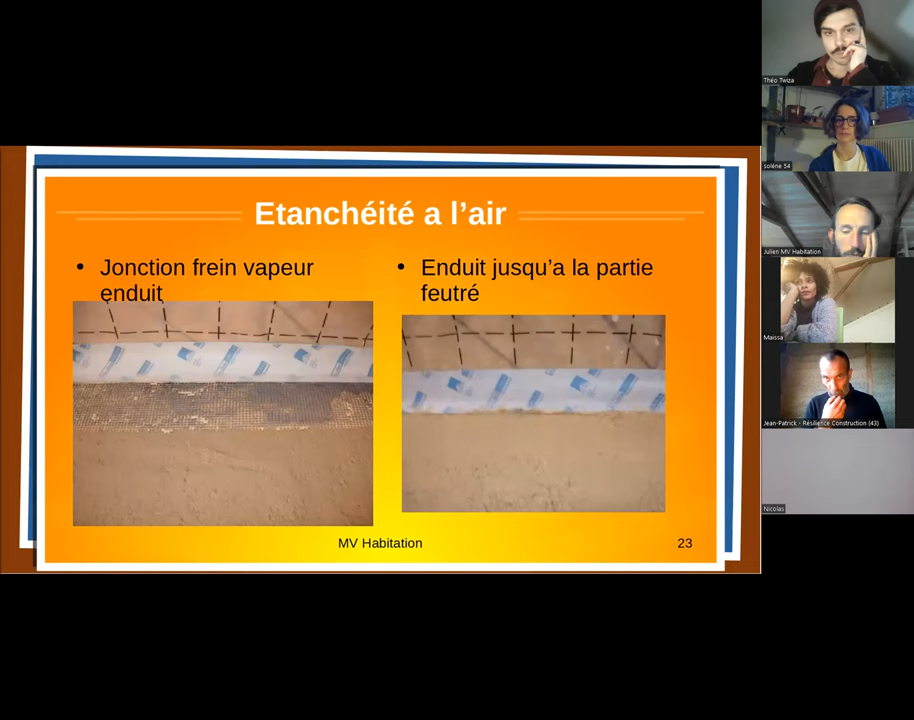 Etanchéité a l’air
Jonction frein vapeur
enduit
Enduit jusqu’a la partie
feutré
MV Habitation
23
Théo Twiza
solène 54
Julien MV Habitation
Maissa
Jean-Patrick - Résilience Construction (43)
Nicolas